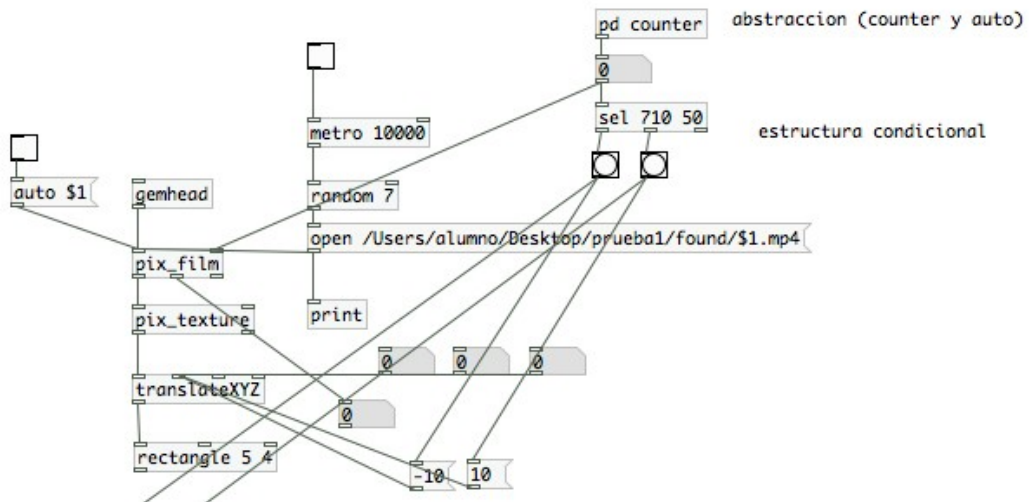 pd counter
abstraccion (counter y auto)
0
sel 710 50
estructura condicional
metro 10000
auto $1
gemhead
random 7
open /Users/alumno/Desktop/prueba1/found/$1.mp4
pix_film
pix_texture
print
0
0
0
translateXYZ
0
rectangle 5 4
-10
10